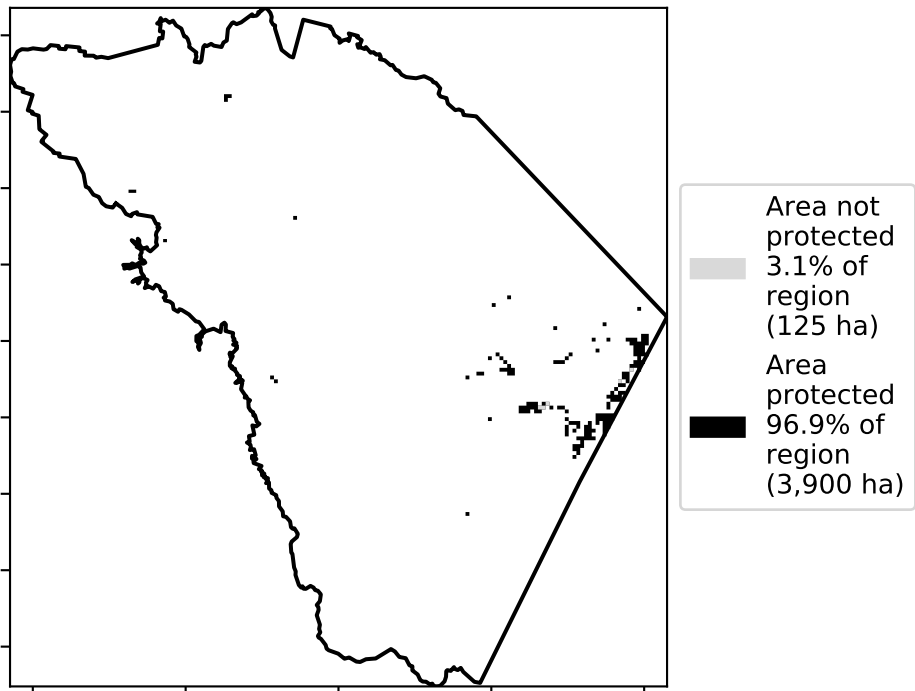 Area not
protected
3.1% of
region
(125 ha)
Area
protected
96.9% of
region
(3,900 ha)